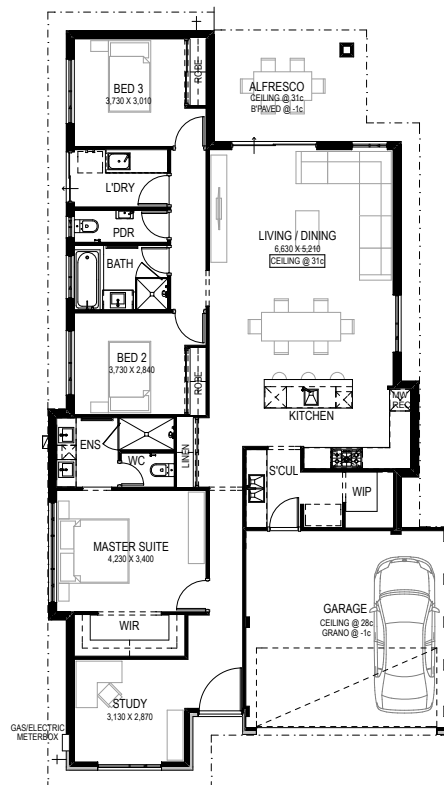 BED 3
3,730 X 3,010
ROBE
ALFRESCO
CEILING @ 31c
B'PAVED @ -1c
L'DRY
PDR
BATH
LIVING / DINING
6,630 X 5,210
CEILING @ 31c
BED 2
3,730 X 2,840
ROBE
KITCHEN
MW
REC
ENS
WC
LINEN
S'CUL
WIP
MASTER SUITE
4,230 X 3,400
WIR
GARAGE
CEILING @ 28c
GRANO @ -1c
STUDY
3,130 X 2,870
GAS/ELECTRIC
METERBOX